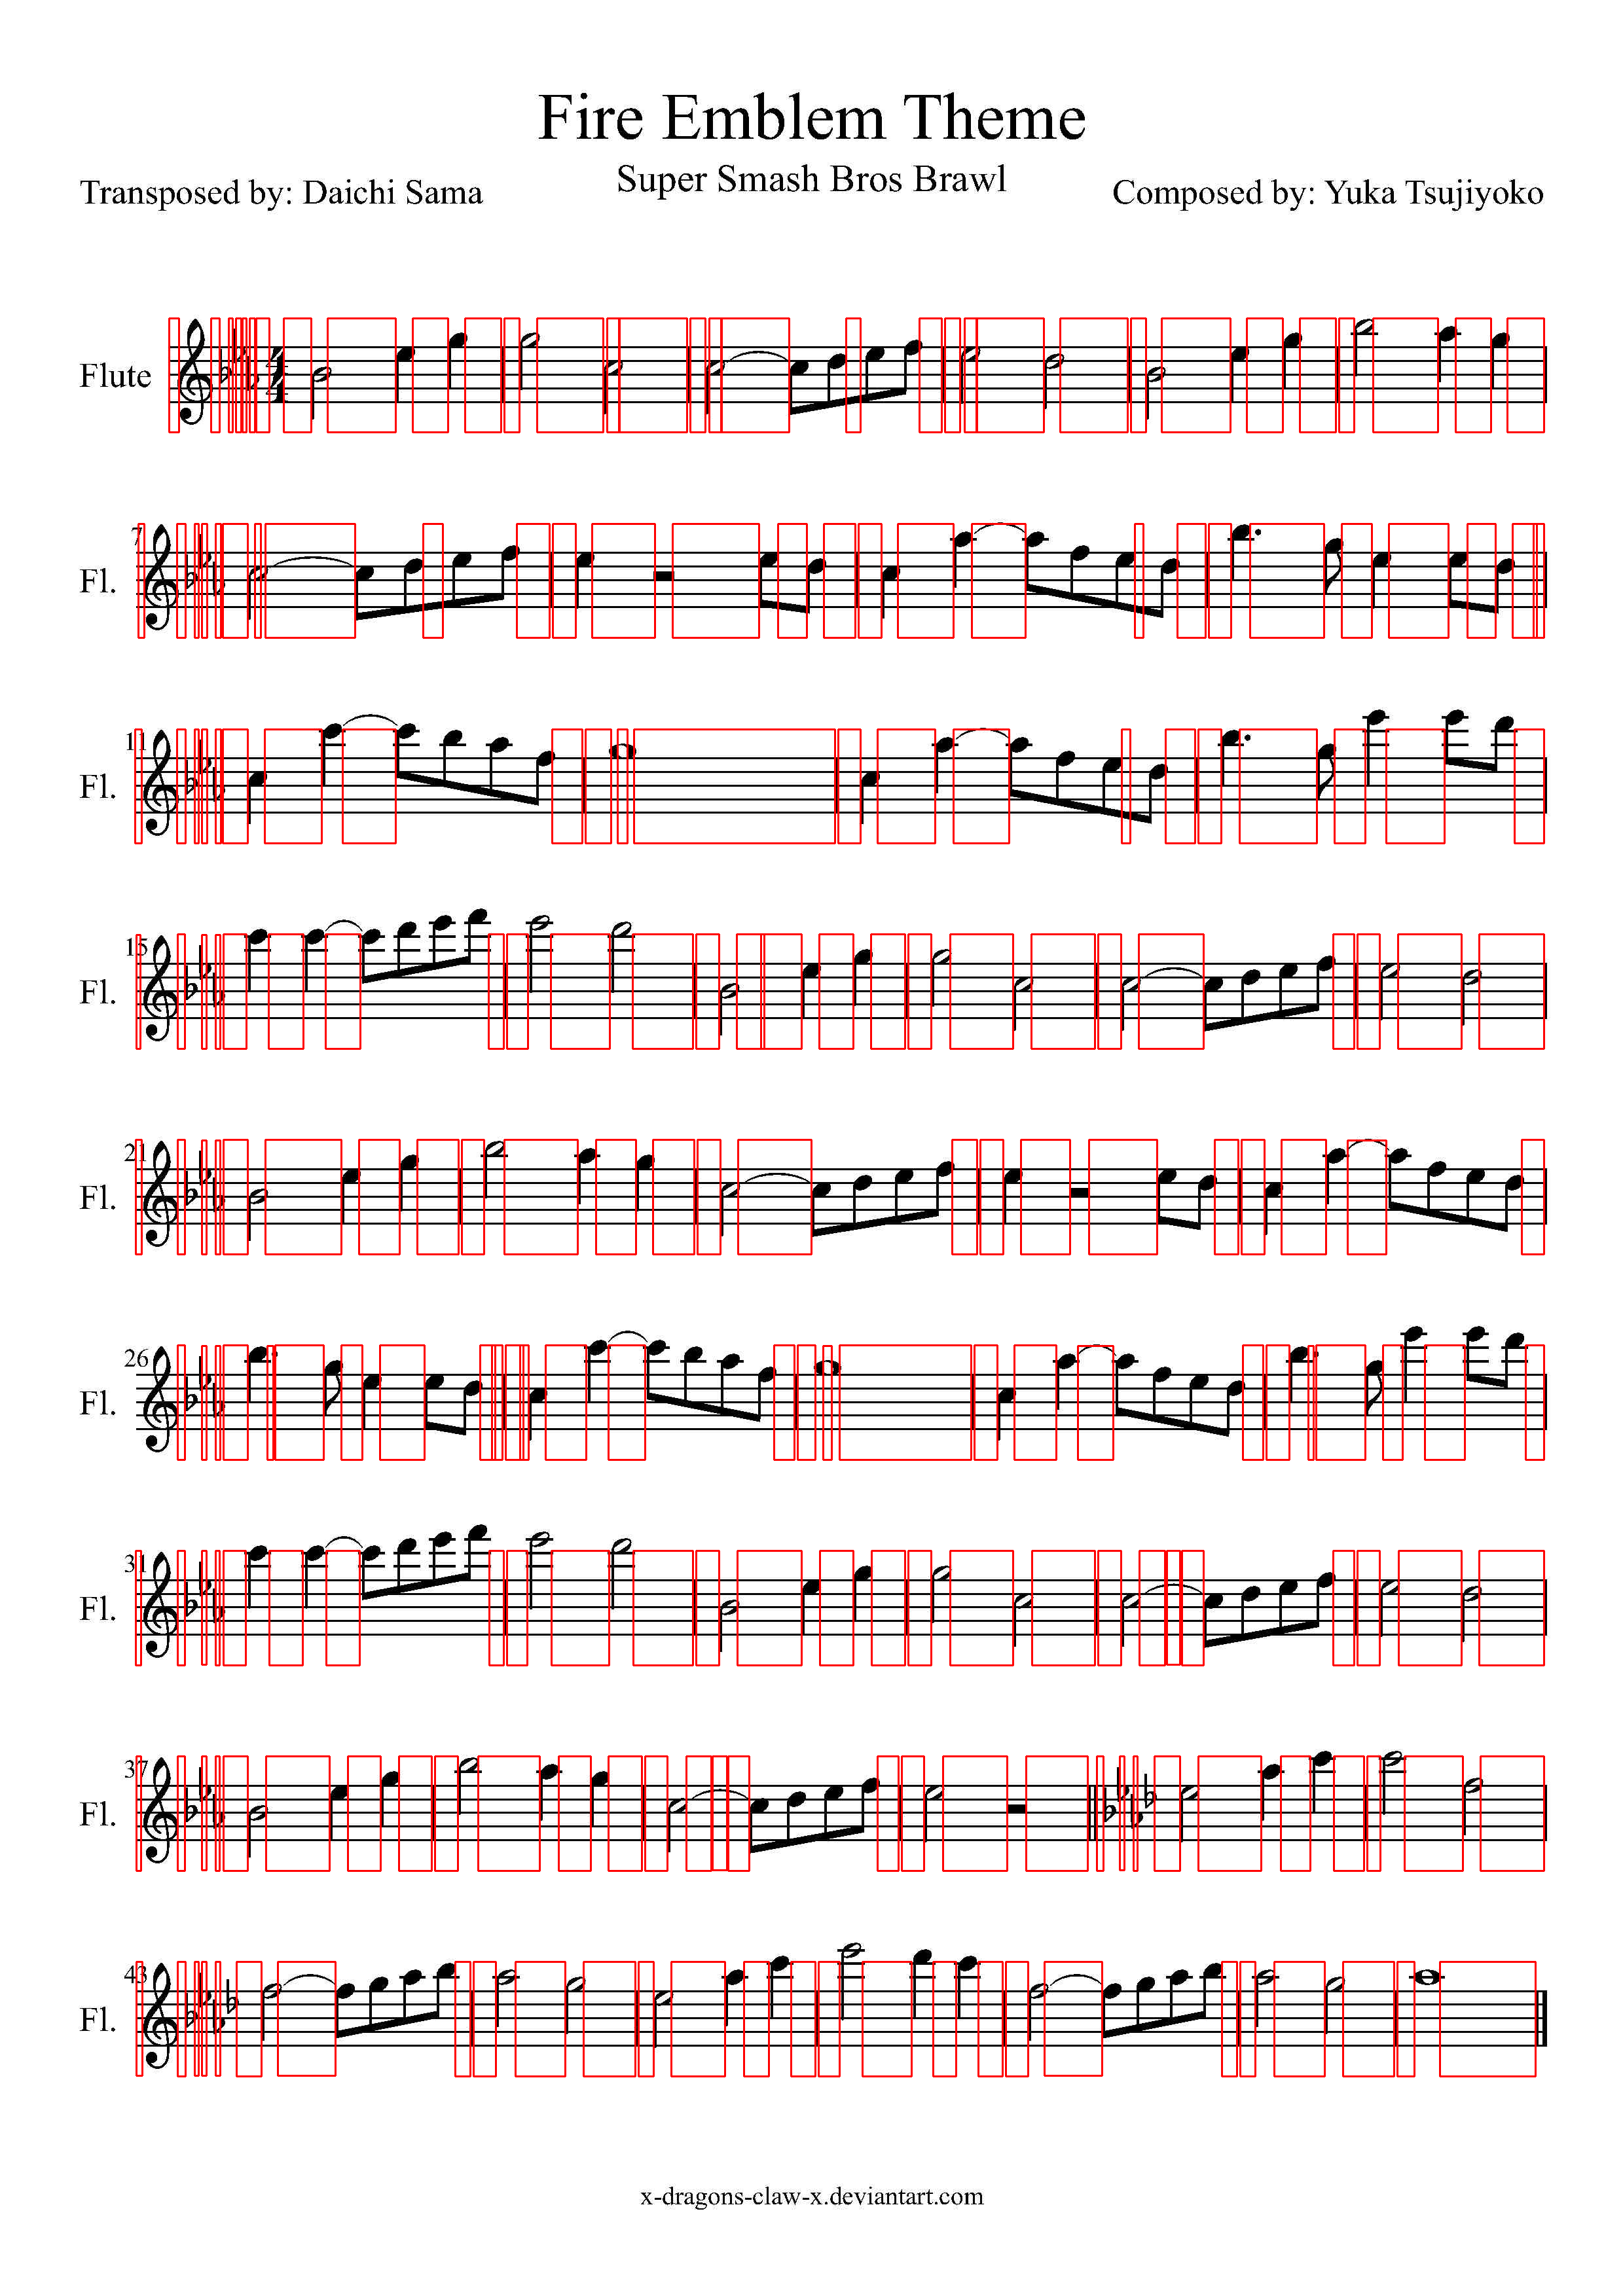 Fire Emblem Theme
Super Smash Bros Brawl
Transposed by: Daichi Sama
Composed by: Yuka Tsujiyoko
Flute
7
Fl.
11
Fl.
15
Fl.
21
Fl.
26
Fl.
31
Fl.
37
Fl.
43
Fl.
x-dragons-claw-x.deviantart.com